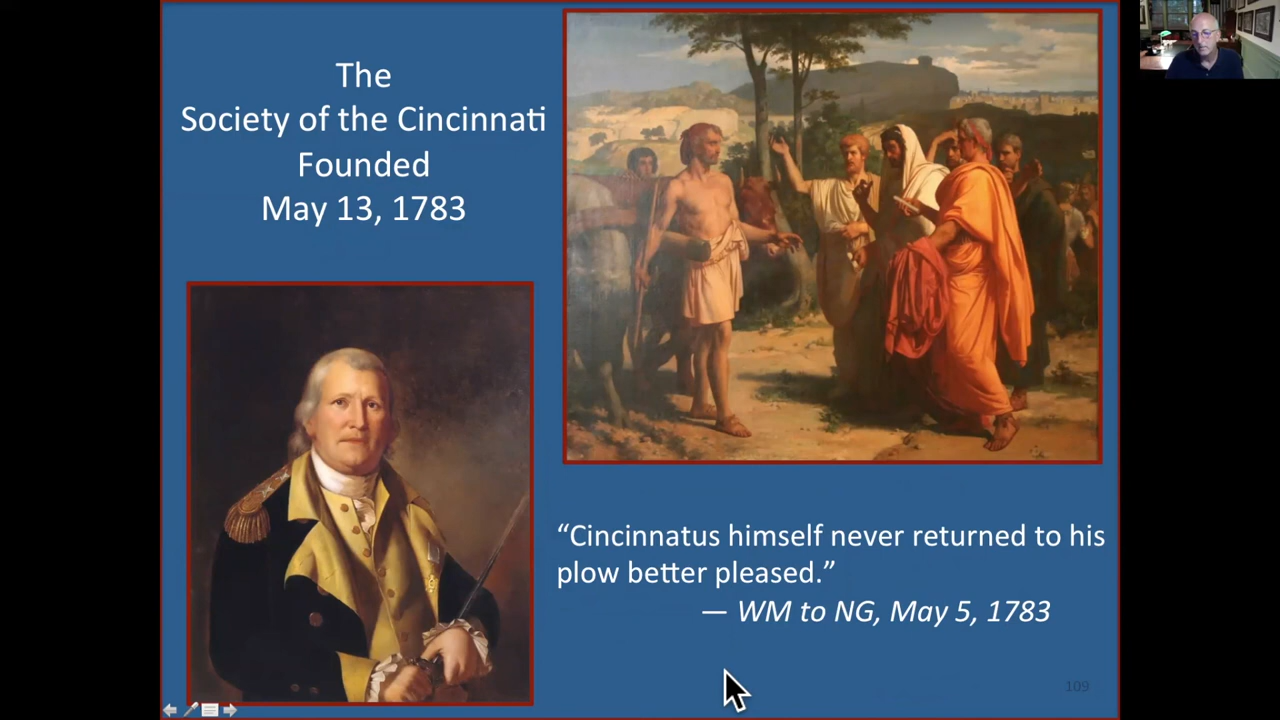 The
Society of the Cincinnati
Founded
May 13, 1783
“Cincinnatus himself never returned to his
plow better pleased.”
— WM to NG, May 5, 1783
109